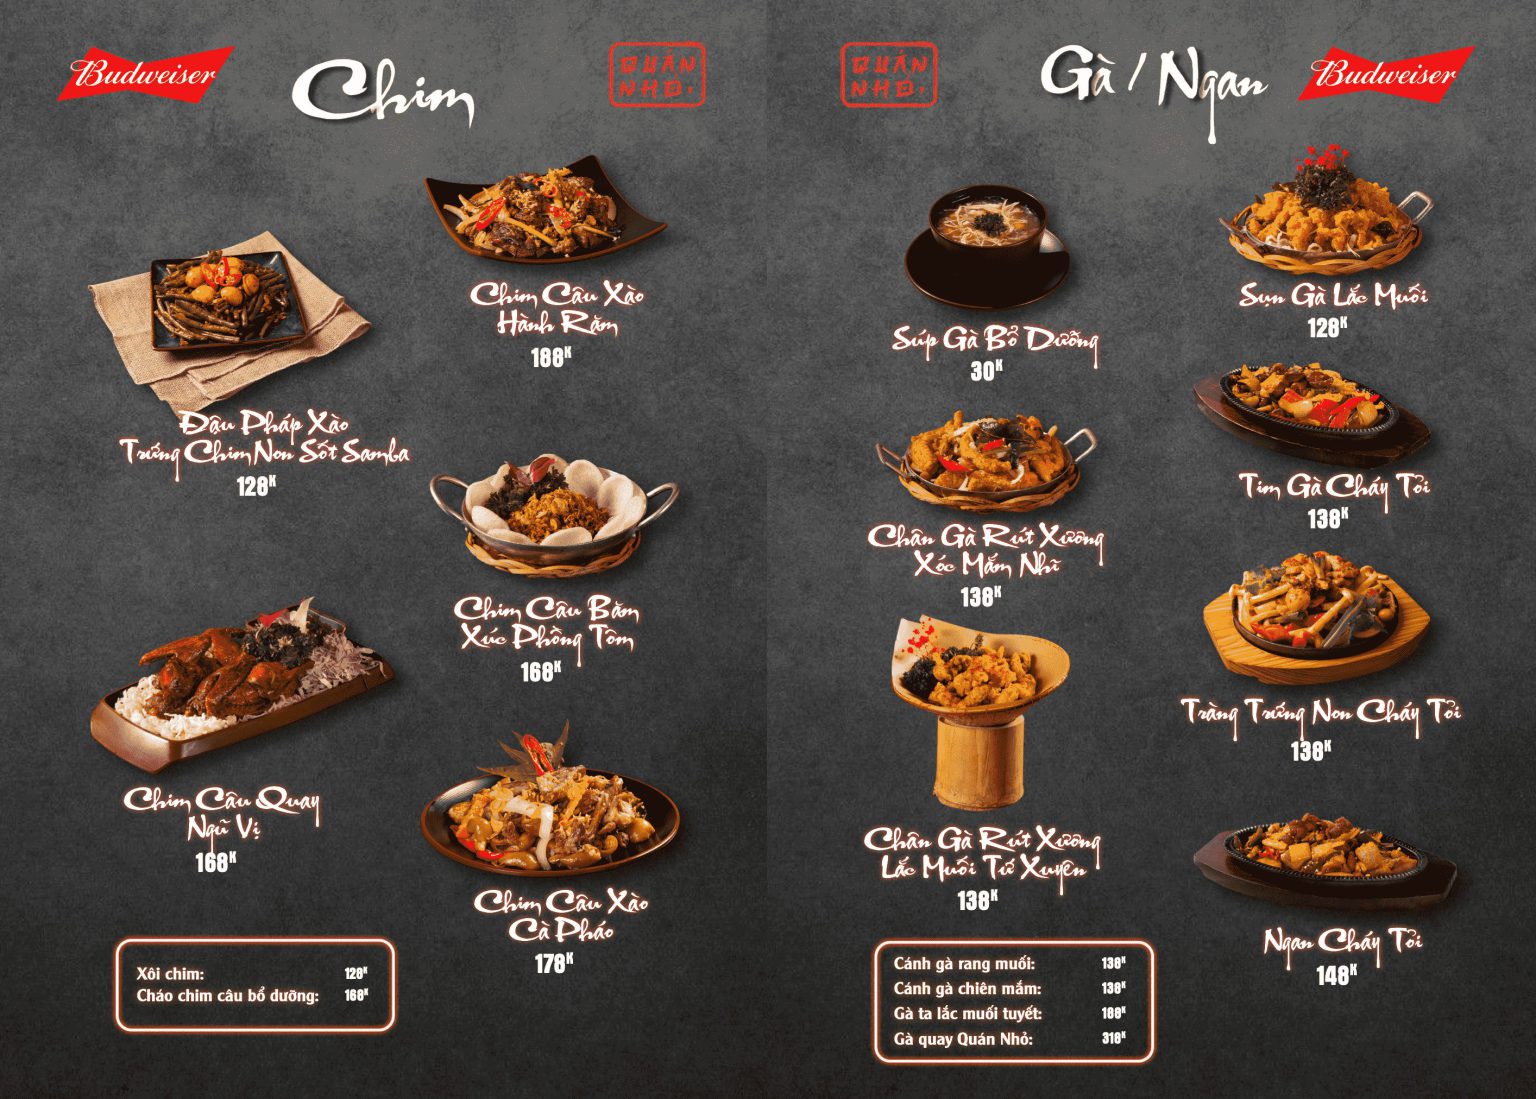 Budweiser
Chim
QUÁN
NHỎ.
Chim Câu Xào
Hành Răm
188K
Đậu Pháp Xào
Trứng Chim Non Sốt Samba
128K
Chim Câu Băm
Xúc Phồng Tôm
168K
Chim Câu Quay
Ngũ Vị
168K
Chim Câu Xào
Cà Pháo
178K
Xôi chim: 128K
Cháo chim câu bổ dưỡng: 168K
QUÁN
NHỎ.
Gà / Ngan
Budweiser
Súp Gà Bổ Dưỡng
30K
Sụn Gà Lắc Muối
128K
Chân Gà Rút Xương
Xóc Mắm Nhĩ
138K
Tim Gà Cháy Tỏi
138K
Chân Gà Rút Xương
Lắc Muối Tứ Xuyên
138K
Tràng Trứng Non Cháy Tỏi
138K
Ngan Cháy Tỏi
148K
Cánh gà rang muối: 138K
Cánh gà chiên mắm: 138K
Gà ta lắc muối tuyết: 188K
Gà quay Quán Nhỏ: 318K